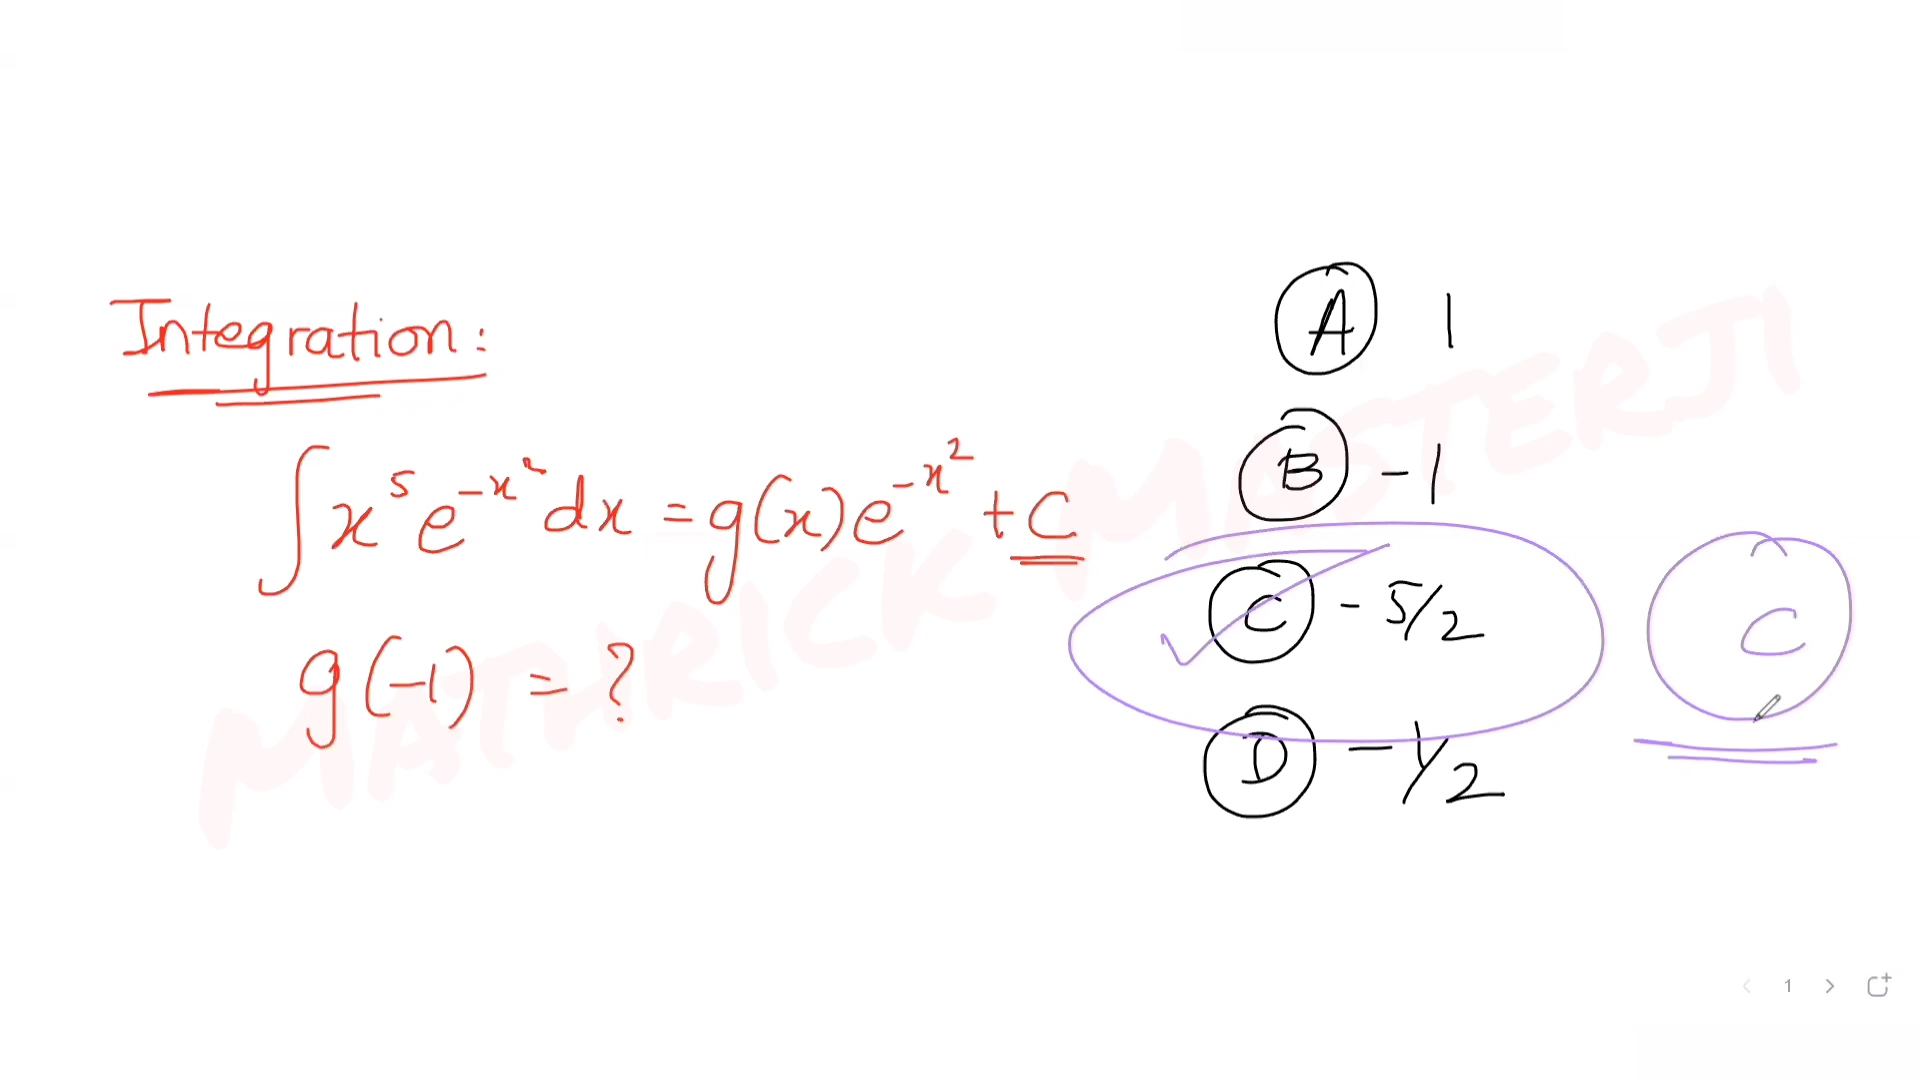 Integration:
∫x⁵e^{-x²}dx = g(x)e^{-x²} + C
g(-1) = ?
A 1
B -1
C -5/2
D -1/2
C
MATHRICK MASTERJI
1